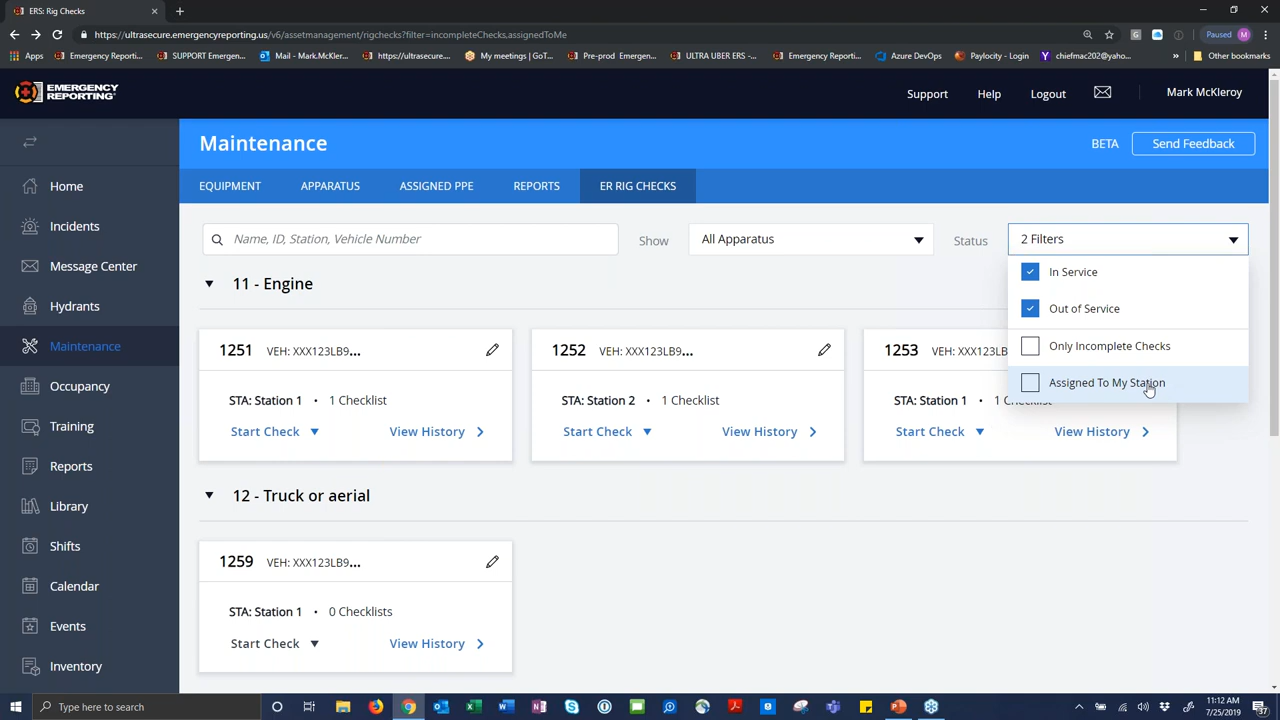 ERS: Rig Checks
https://ultrasecure.emergencyreporting.us/v6/assetmanagement/rigchecks?filter=incompleteChecks,assignedToMe
Paused M
Apps Emergency Reporti... SUPPORT Emergen... Mail - Mark.McKler... https://ultrasecure.... My meetings | GoT... Pre-prod Emergen... ULTRA UBER ERS -... Emergency Reporti... Azure DevOps Paylocity - Login chiefmac202@yaho... » Other bookmarks
EMERGENCY
REPORTING™
Support Help Logout Mark McKleroy
Maintenance
BETA Send Feedback
EQUIPMENT APPARATUS ASSIGNED PPE REPORTS ER RIG CHECKS
Home
Incidents
Message Center
Hydrants
Maintenance
Occupancy
Training
Reports
Library
Shifts
Calendar
Events
Inventory
Name, ID, Station, Vehicle Number
Show All Apparatus
Status 2 Filters
In Service
Out of Service
Only Incomplete Checks
Assigned To My Station
11 - Engine
1251 VEH: XXX123LB9...
STA: Station 1 • 1 Checklist
Start Check View History
1252 VEH: XXX123LB9...
STA: Station 2 • 1 Checklist
Start Check View History
1253 VEH: XXX123LB
STA: Station 1 • 1 Checklist
Start Check View History
12 - Truck or aerial
1259 VEH: XXX123LB9...
STA: Station 1 • 0 Checklists
Start Check View History
Type here to search
11:12 AM
7/25/2019
37